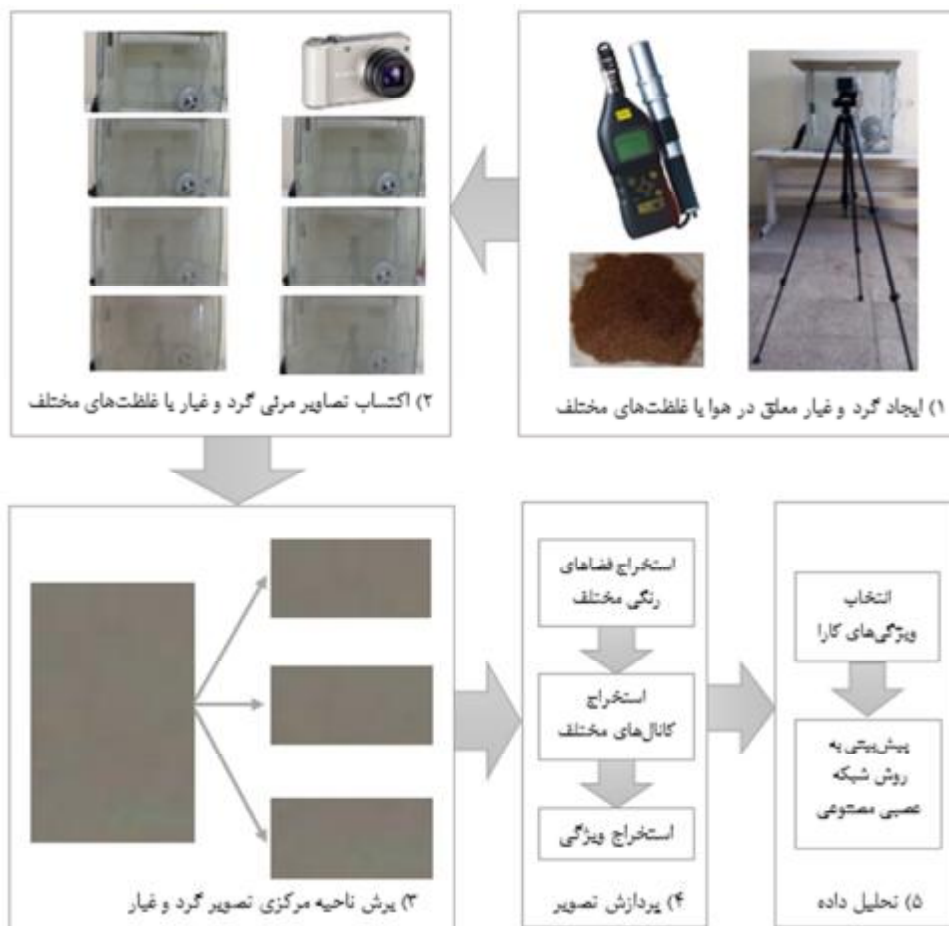 ۱) ایجاد گرد و غبار معلق در هوا با غلظت‌های مختلف
۲) اکتساب تصاویر مرئی گرد و غبار با غلظت‌های مختلف
۳) برش ناحیه مرکزی تصویر گرد و غبار
استخراج فضاهای
رنگی مختلف
استخراج
کانال‌های مختلف
استخراج ویژگی
۴) پردازش تصویر
انتخاب
ویژگی‌های کارا
پیش‌بینی به
روش شبکه
عصبی مصنوعی
۵) تحلیل داده